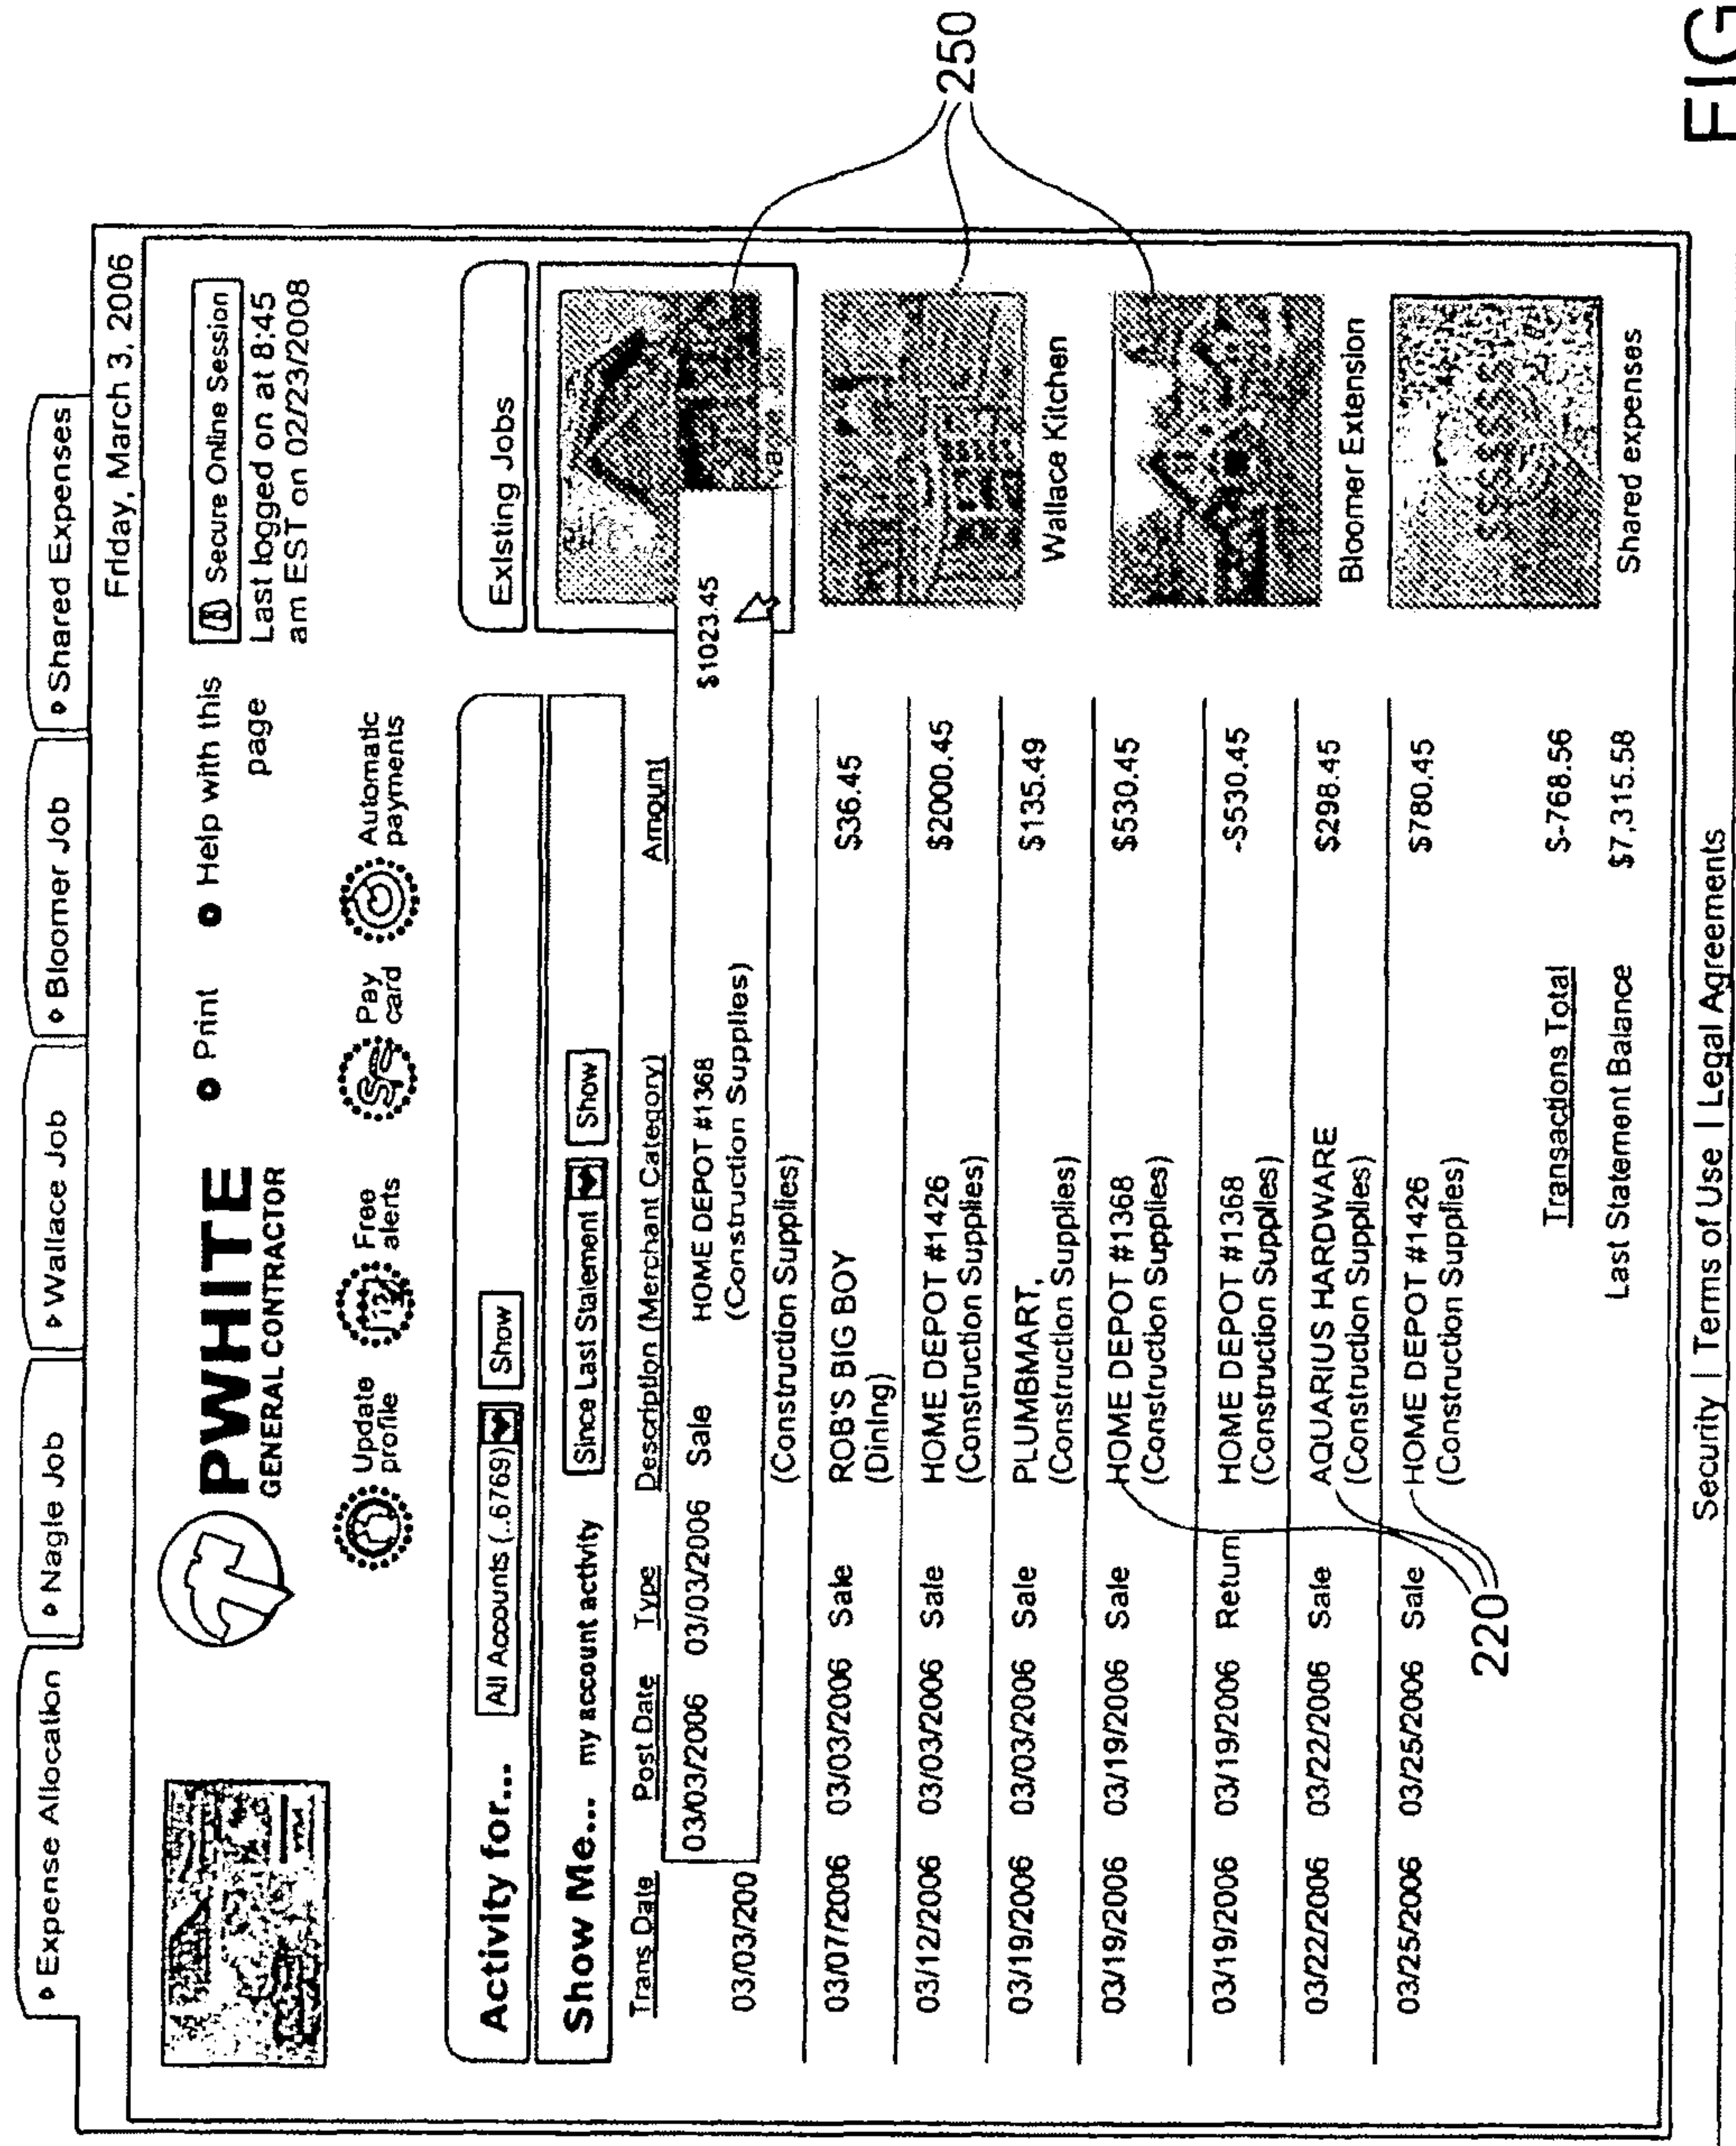 Expense Allocation
Nagle Job
Wallace Job
Bloomer Job
Shared Expenses
Friday, March 3, 2006
PWHITE
GENERAL CONTRACTOR
Print
Help with this
page
Secure Online Session
Last logged on at 8:45
am EST on 02/23/2008
Update
profile
Free
alerts
Pay
card
Automatic
payments
Activity for...
All Accounts (..6769)
Show
Show Me... my account activity
Since Last Statement
Show
Existing Jobs
Trans Date Post Date Type Description (Merchant Category) Amount
03/03/2006 03/03/2006 Sale HOME DEPOT #1368 $1023.45
(Construction Supplies)
03/03/200
(Construction Supplies)
03/07/2006 03/03/2006 Sale ROB'S BIG BOY $36.45
(Dining)
03/12/2006 03/03/2006 Sale HOME DEPOT #1426 $2000.45
(Construction Supplies)
03/19/2006 03/03/2006 Sale PLUMBMART, $135.49
(Construction Supplies)
03/19/2006 03/19/2006 Sale HOME DEPOT #1368 $530.45
(Construction Supplies)
03/19/2006 03/19/2006 Return HOME DEPOT #1368 -$530.45
(Construction Supplies)
03/22/2006 03/22/2006 Sale AQUARIUS HARDWARE $298.45
(Construction Supplies)
03/25/2006 03/25/2006 Sale HOME DEPOT #1426 $780.45
(Construction Supplies)
220
Transactions Total $-768.56
Last Statement Balance $7,315.58
Wallace Kitchen
Bloomer Extension
$$$$$$
Shared expenses
250
Security | Terms of Use | Legal Agreements
FIG